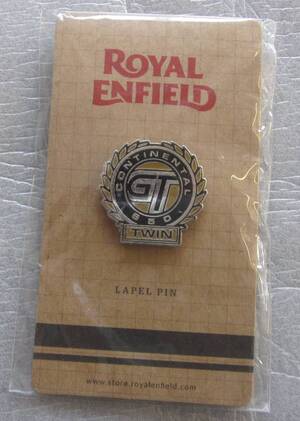 ROYAL
ENFIELD
CONTINENTAL
GT
650
TWIN
LAPEL PIN
www.store.royalenfield.com